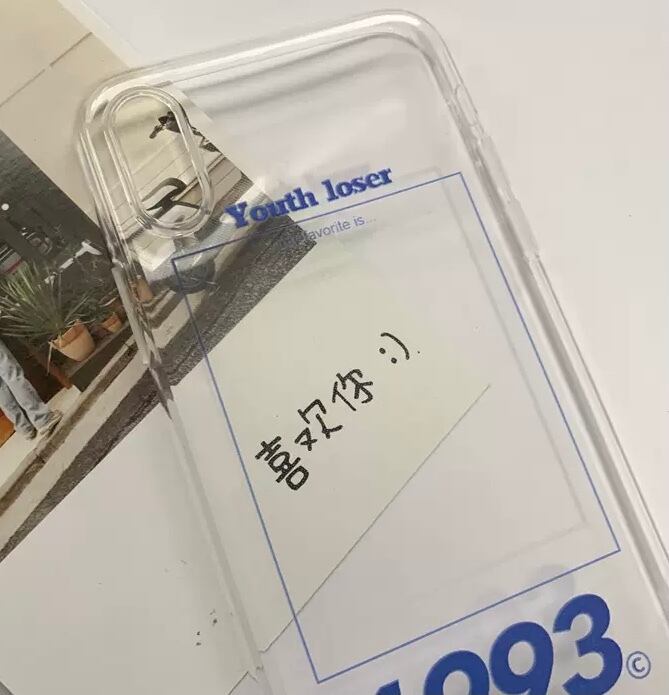 Youth loser
favorite is...
喜欢你 :)
1993
©